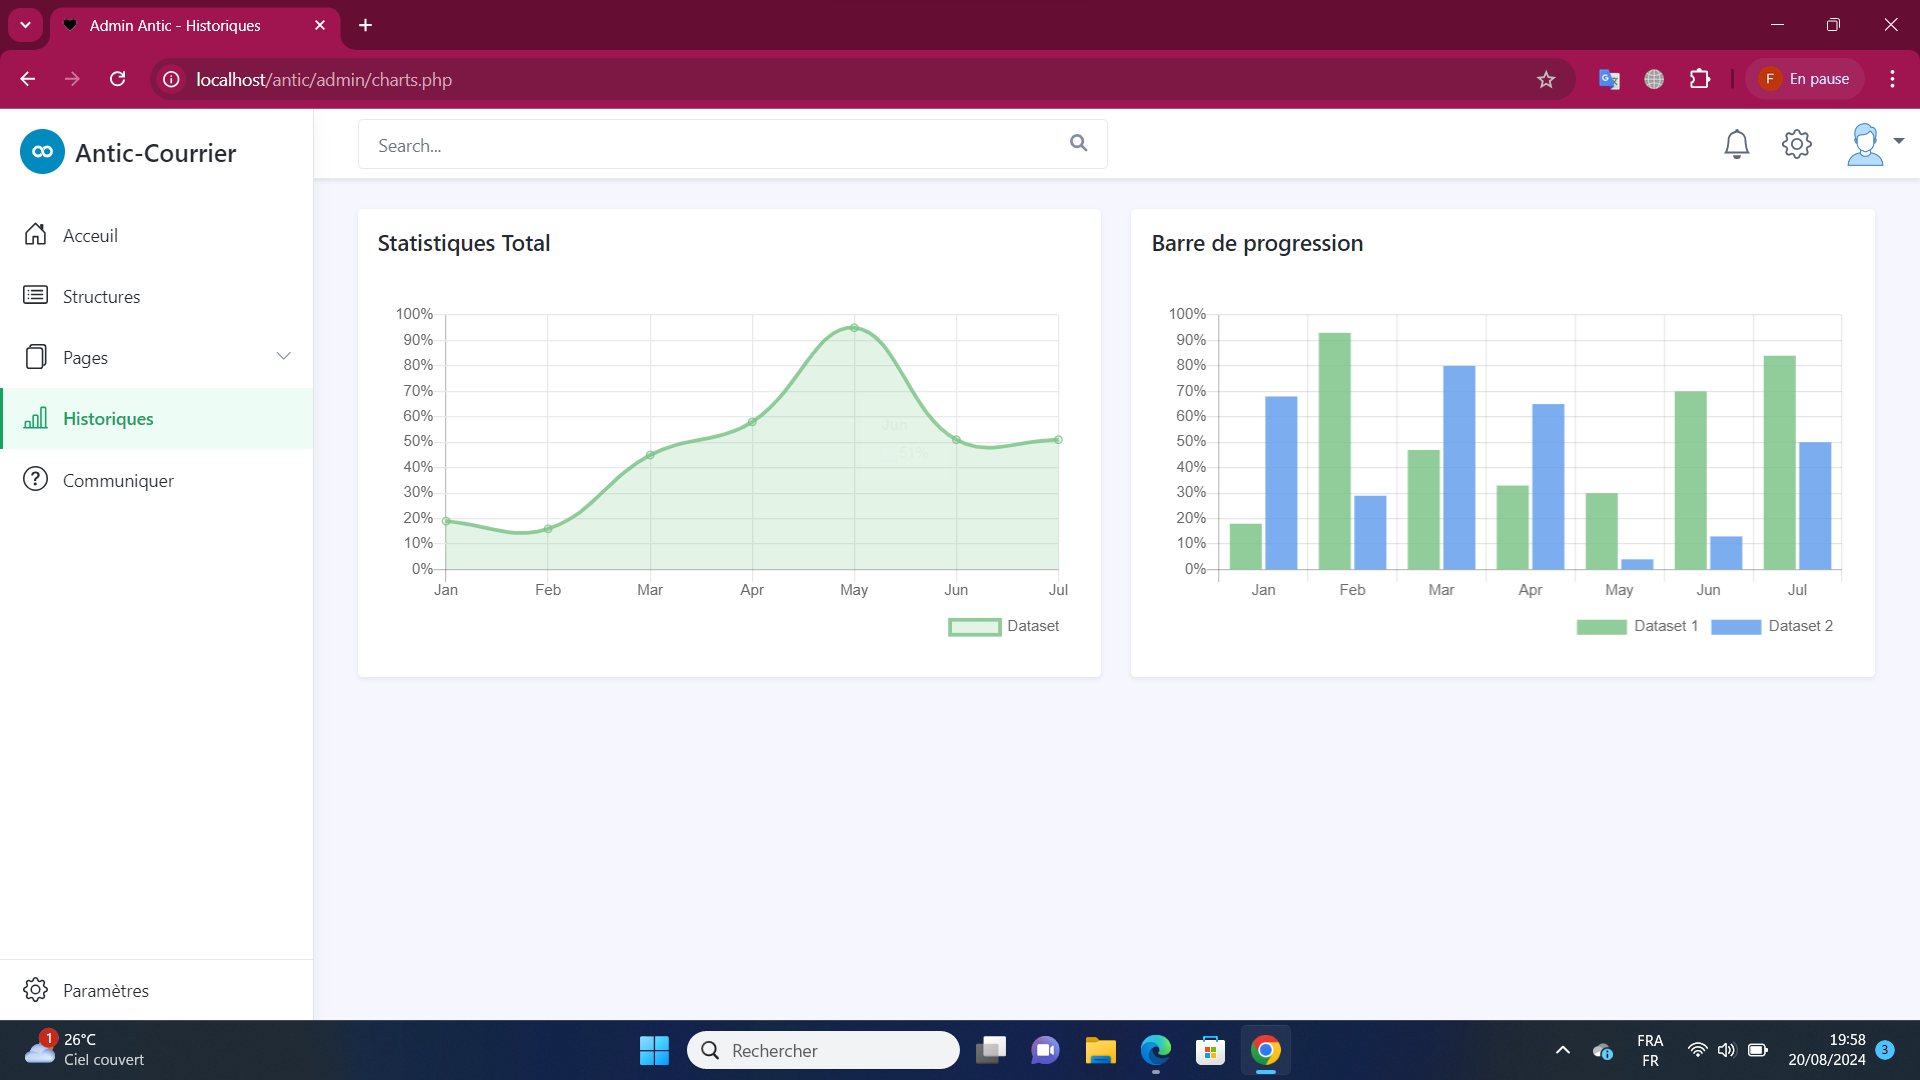 Admin Antic - Historiques
localhost/antic/admin/charts.php
F
En pause
Antic-Courrier
Search...
Acceuil
Structures
Pages
Historiques
Communiquer
Paramètres
Statistiques Total
100%
90%
80%
70%
60%
50%
40%
30%
20%
10%
0%
Jan Feb Mar Apr May Jun Jul
Jun
Dataset
Barre de progression
100%
90%
80%
70%
60%
50%
40%
30%
20%
10%
0%
Jan Feb Mar Apr May Jun Jul
Dataset 1 Dataset 2
1
26°C
Ciel couvert
Rechercher
FRA
FR
19:58
20/08/2024
3